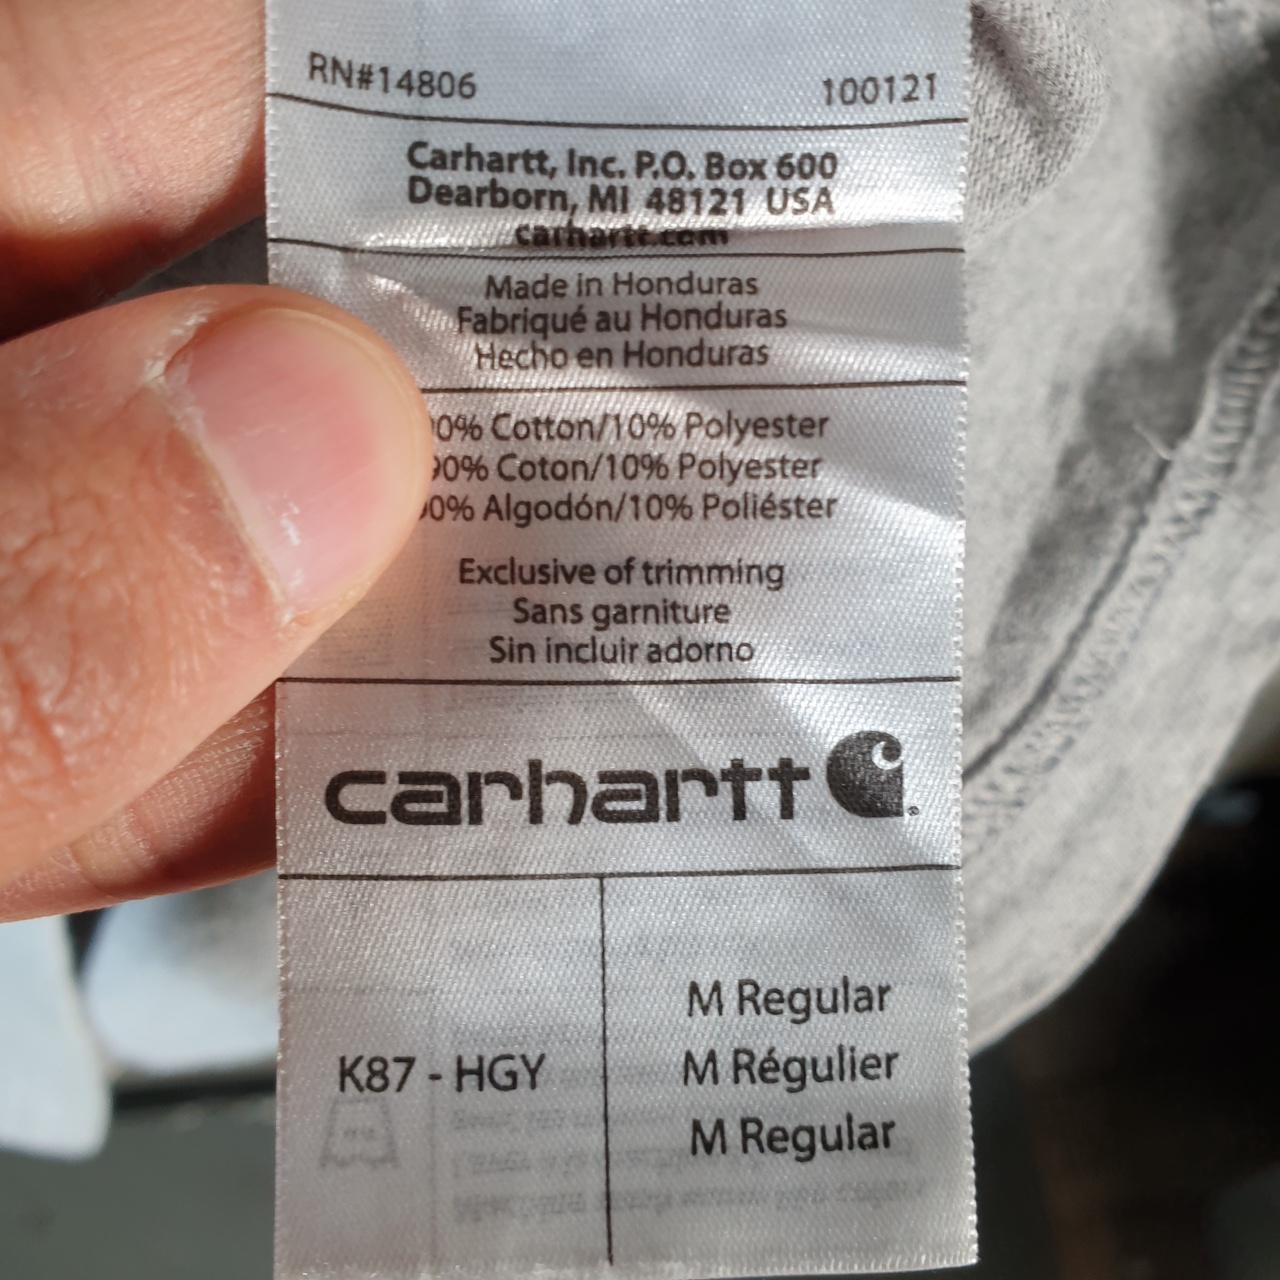 RN#14806 100121
Carhartt, Inc. P.O. Box 600
Dearborn, MI 48121 USA
carhartt.com
Made in Honduras
Fabriqué au Honduras
Hecho en Honduras
0% Cotton/10% Polyester
90% Coton/10% Polyester
0% Algodón/10% Poliéster
Exclusive of trimming
Sans garniture
Sin incluir adorno
carhartt
K87 - HGY
M Regular
M Régulier
M Regular